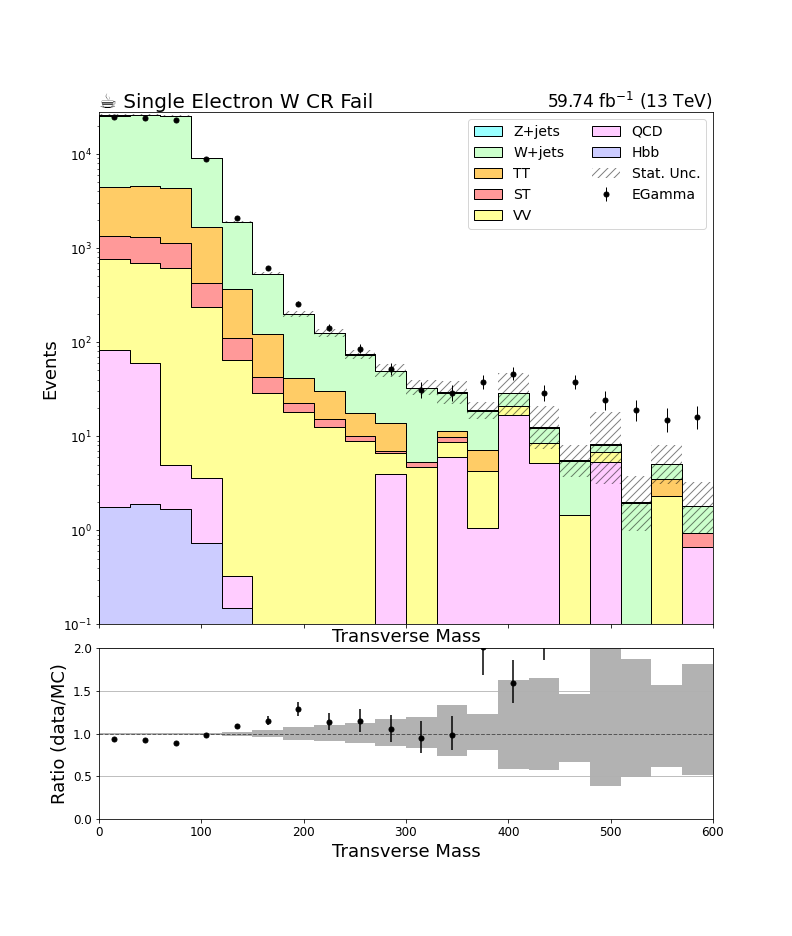 ☕ Single Electron W CR Fail
59.74 fb⁻¹ (13 TeV)
Z+jets
W+jets
TT
ST
VV
QCD
Hbb
Stat. Unc.
EGamma
Events
10⁴
10³
10²
10¹
10⁰
10⁻¹
Transverse Mass
Ratio (data/MC)
2.0
1.5
1.0
0.5
0.0
0 100 200 300 400 500 600
Transverse Mass